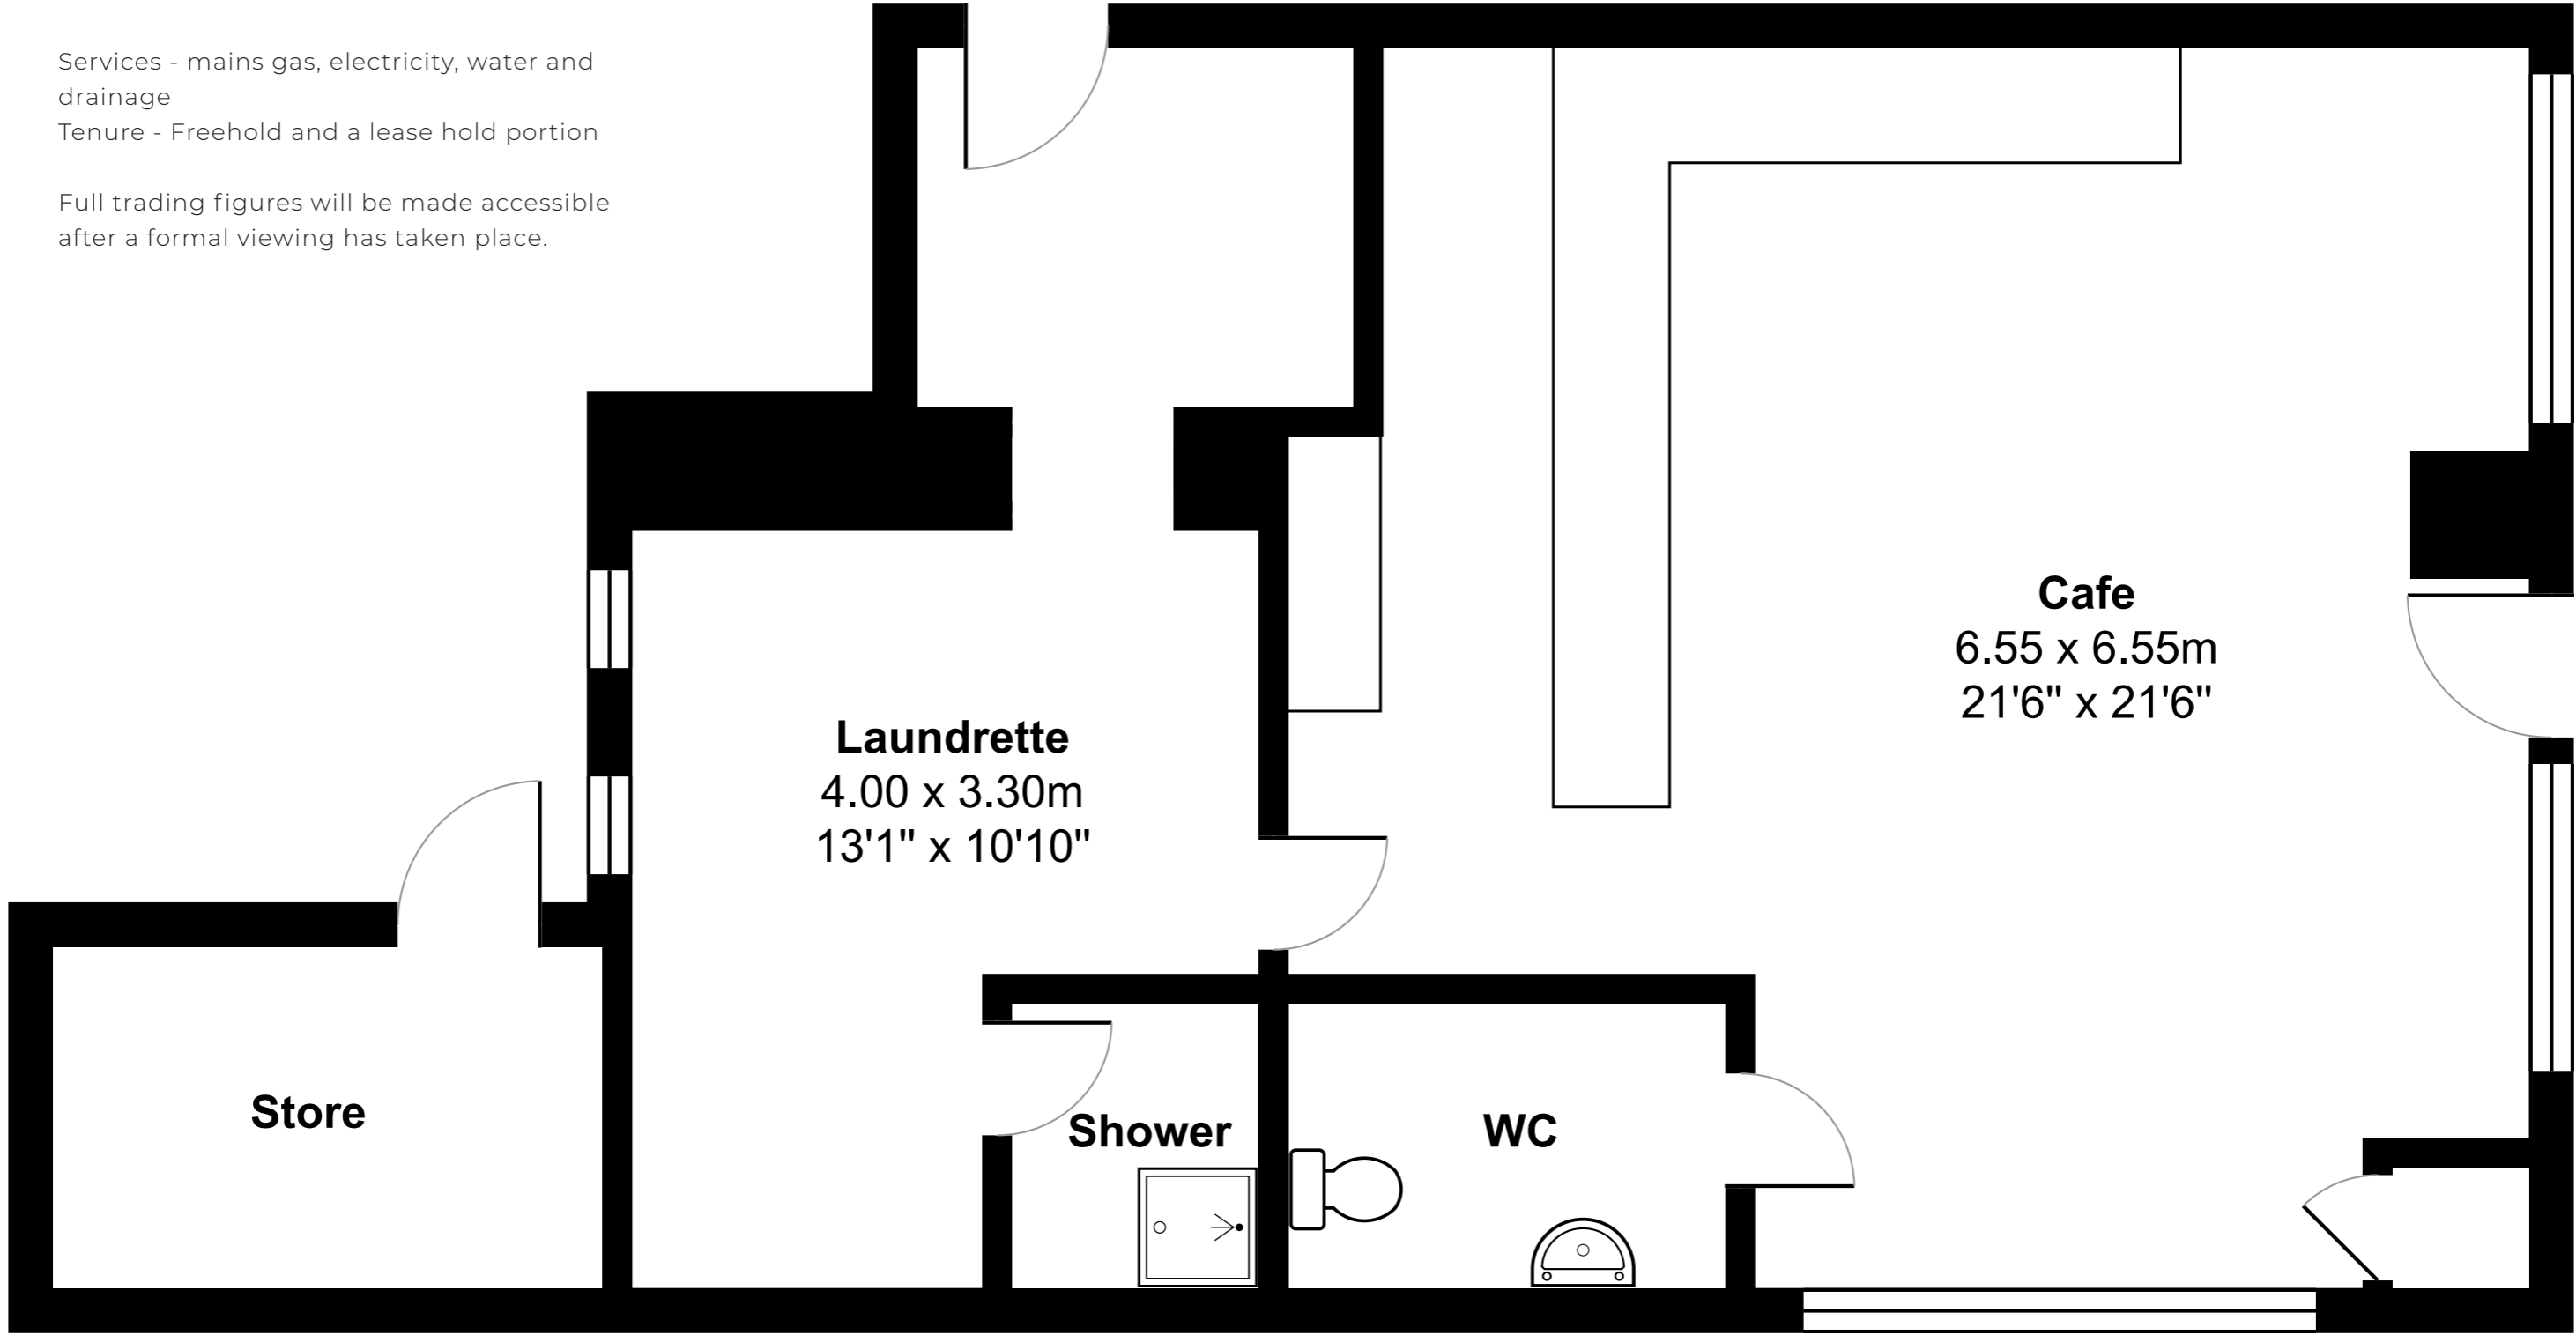 Services - mains gas, electricity, water and
drainage
Tenure - Freehold and a lease hold portion
Full trading figures will be made accessible
after a formal viewing has taken place.
Cafe
6.55 x 6.55m
21'6" x 21'6"
Laundrette
4.00 x 3.30m
13'1" x 10'10"
Store
Shower
WC